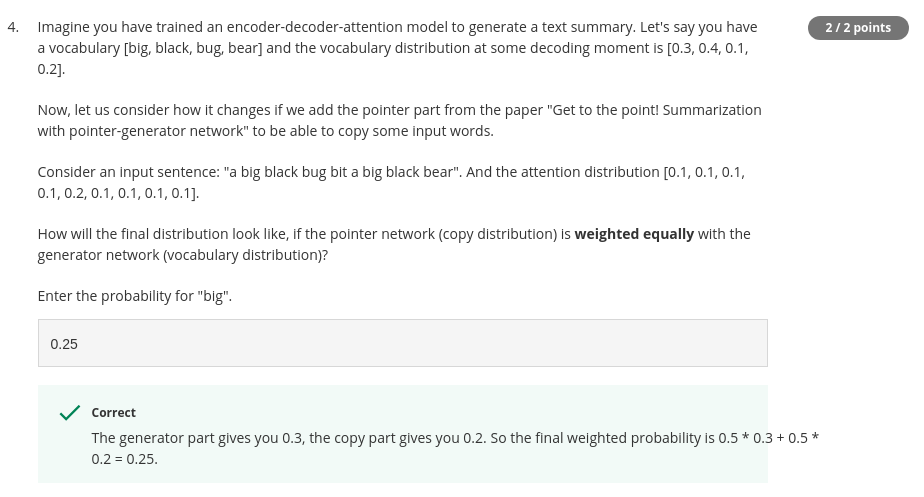 4. Imagine you have trained an encoder-decoder-attention model to generate a text summary. Let's say you have
2 / 2 points
a vocabulary [big, black, bug, bear] and the vocabulary distribution at some decoding moment is [0.3, 0.4, 0.1,
0.2].
Now, let us consider how it changes if we add the pointer part from the paper "Get to the point! Summarization
with pointer-generator network" to be able to copy some input words.
Consider an input sentence: "a big black bug bit a big black bear". And the attention distribution [0.1, 0.1, 0.1,
0.1, 0.2, 0.1, 0.1, 0.1, 0.1].
How will the final distribution look like, if the pointer network (copy distribution) is weighted equally with the
generator network (vocabulary distribution)?
Enter the probability for "big".
0.25
Correct
The generator part gives you 0.3, the copy part gives you 0.2. So the final weighted probability is 0.5 * 0.3 + 0.5 *
0.2 = 0.25.